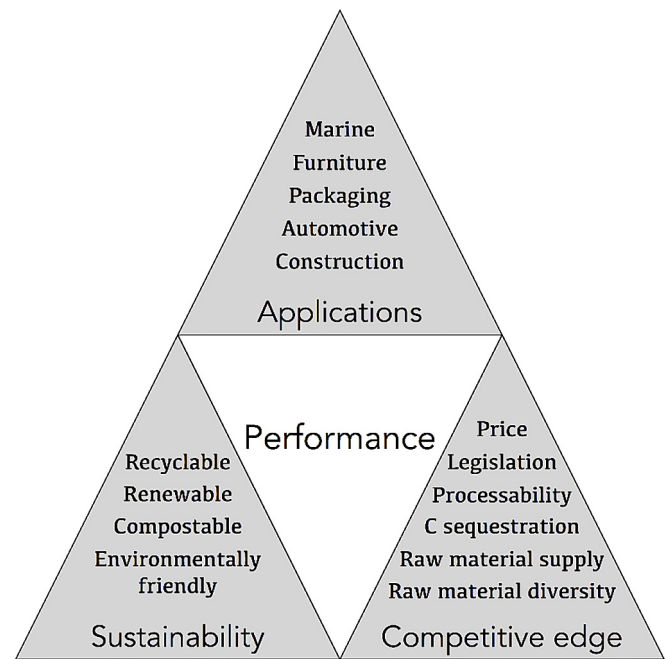 Marine
Furniture
Packaging
Automotive
Construction
Applications
Performance
Recyclable
Renewable
Compostable
Environmentally
friendly
Sustainability
Price
Legislation
Processability
C sequestration
Raw material supply
Raw material diversity
Competitive edge